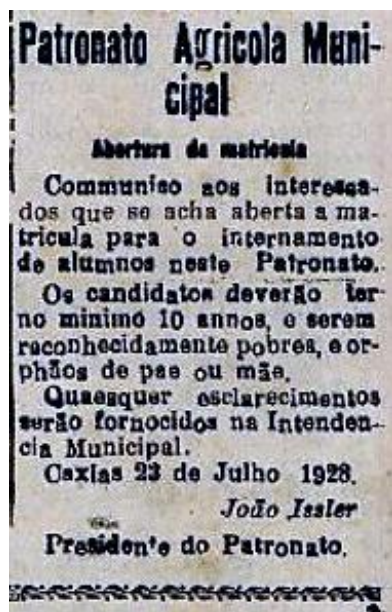 Patronato Agricola Muni-
cipal
Abertura da matricula
Communico aos interessa-
dos que se acha aberta a ma-
tricula para o internamento
de alumnos neste Patronato.
Os candidatos deverão ter
no minimo 10 annos, e serem
reconhecidamente pobres, e or-
phãos de pae ou mãe.
Quaesquer esclarecimentos
serão fornecidos na Intenden-
cia Municipal.
Caxias 23 de Julho 1928.
João Issler
Presidente do Patronato.